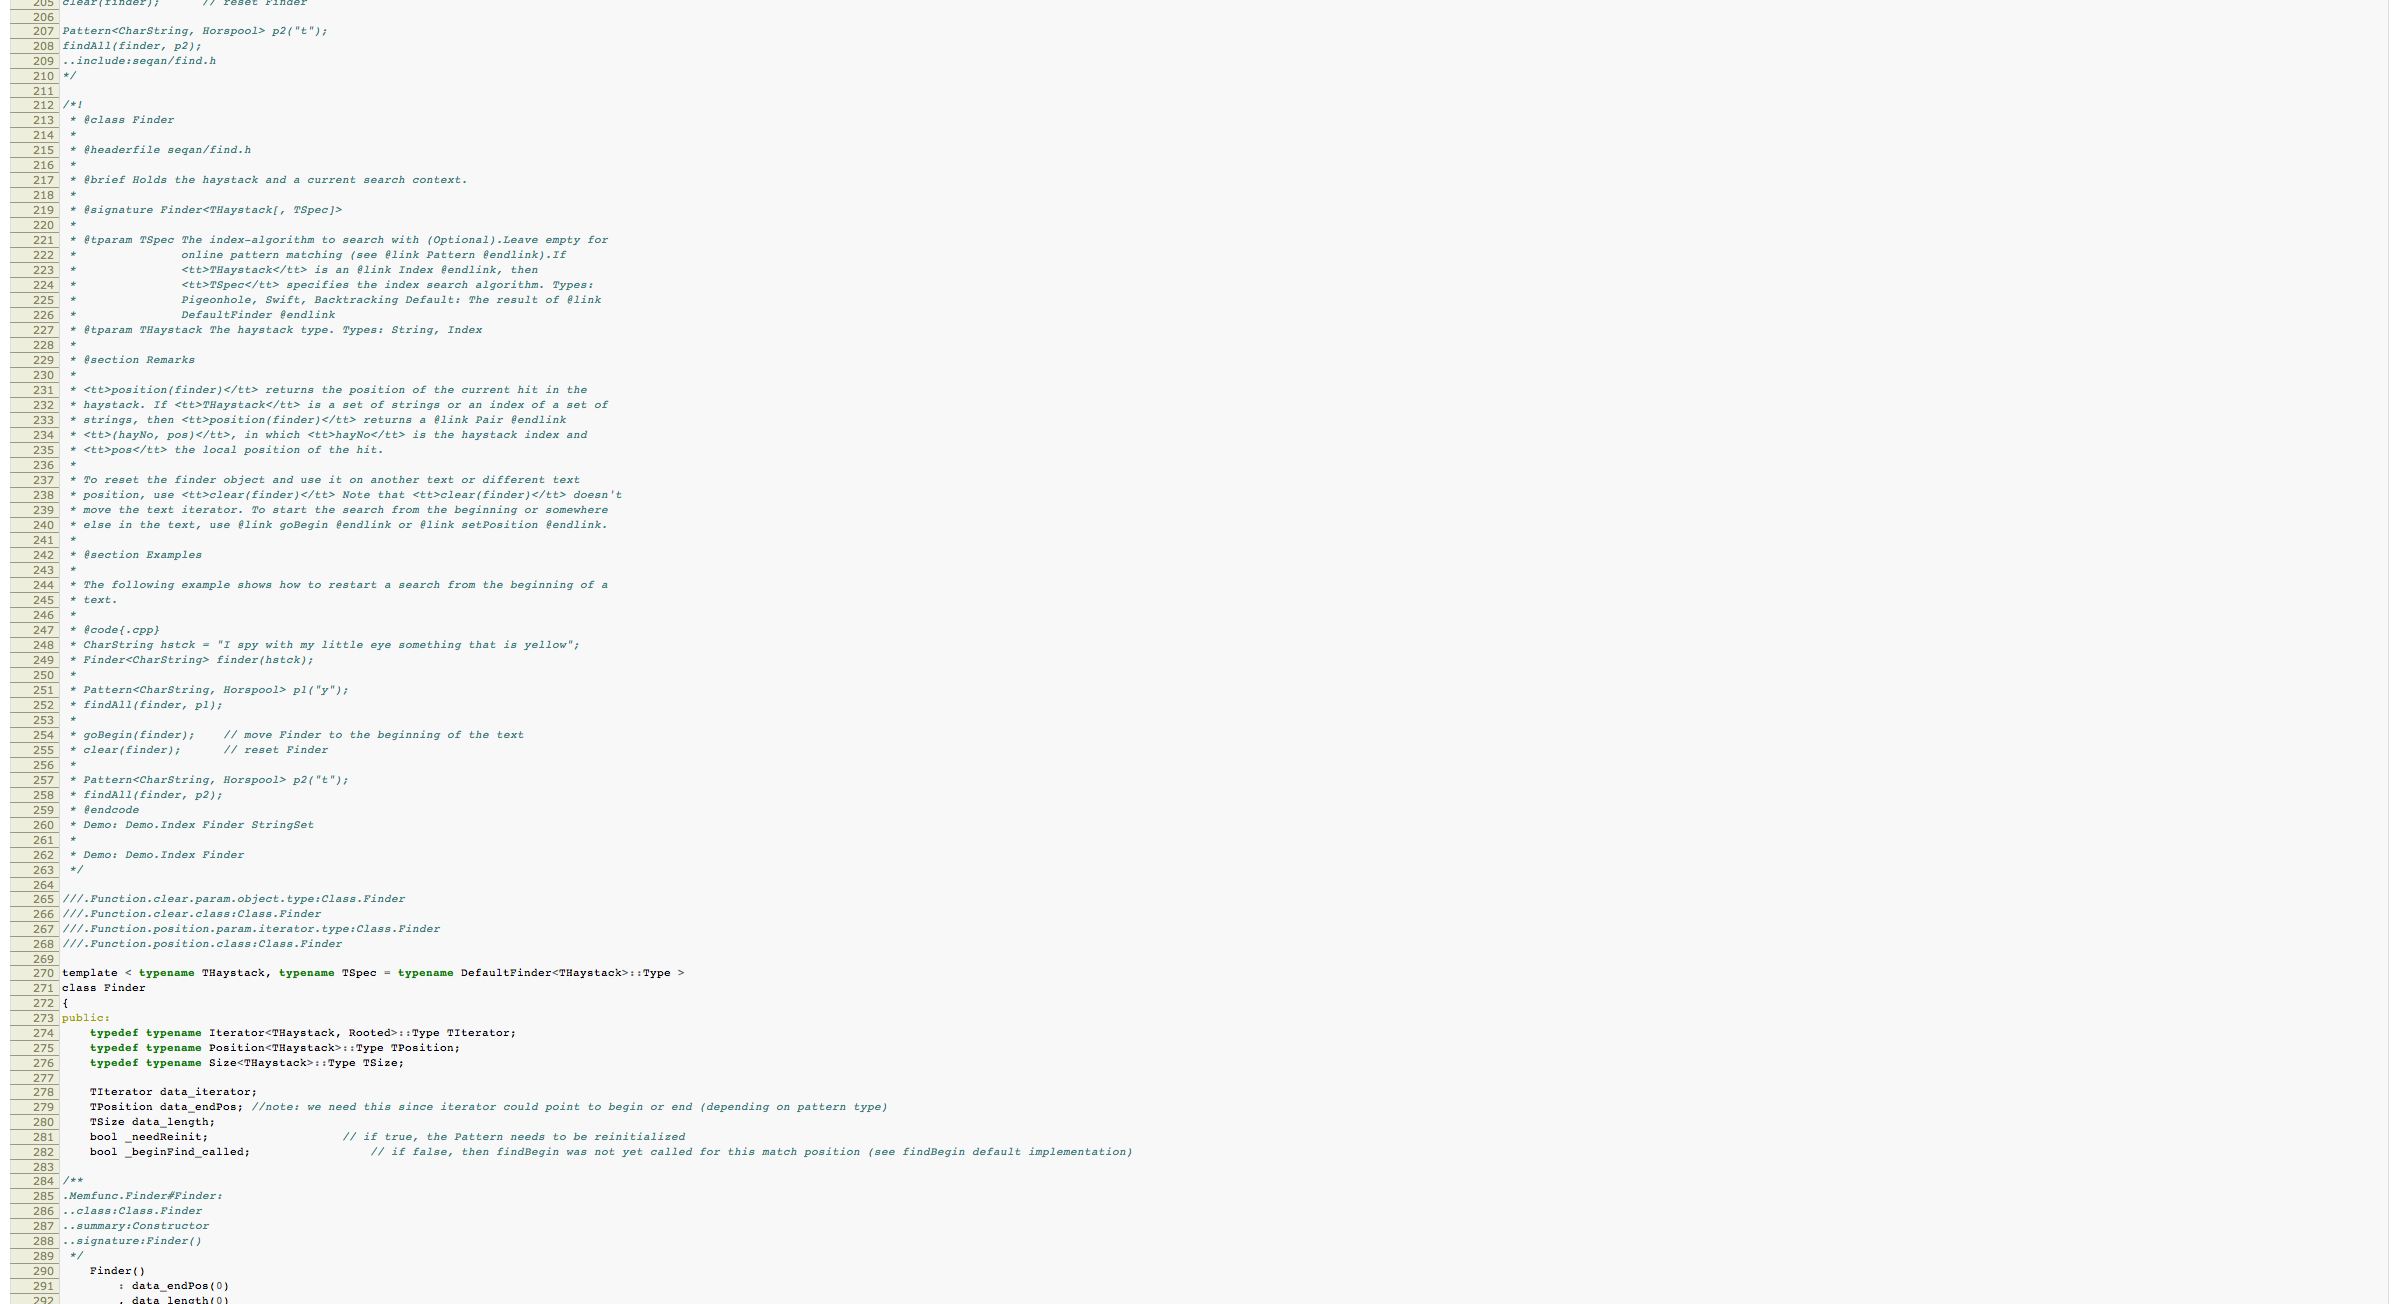 205 clear(finder);      // reset Finder
206
207 Pattern<CharString, Horspool> p2("t");
208 findAll(finder, p2);
209 ..include:seqan/find.h
210 */
211
212 /*!
213  * @class Finder
214  *
215  * @headerfile seqan/find.h
216  *
217  * @brief Holds the haystack and a current search context.
218  *
219  * @signature Finder<THaystack[, TSpec]>
220  *
221  * @tparam TSpec The index-algorithm to search with (Optional).Leave empty for
222  *               online pattern matching (see @link Pattern @endlink).If
223  *               <tt>THaystack</tt> is an @link Index @endlink, then
224  *               <tt>TSpec</tt> specifies the index search algorithm. Types:
225  *               Pigeonhole, Swift, Backtracking Default: The result of @link
226  *               DefaultFinder @endlink
227  * @tparam THaystack The haystack type. Types: String, Index
228  *
229  * @section Remarks
230  *
231  * <tt>position(finder)</tt> returns the position of the current hit in the
232  * haystack. If <tt>THaystack</tt> is a set of strings or an index of a set of
233  * strings, then <tt>position(finder)</tt> returns a @link Pair @endlink
234  * <tt>(hayNo, pos)</tt>, in which <tt>hayNo</tt> is the haystack index and
235  * <tt>pos</tt> the local position of the hit.
236  *
237  * To reset the finder object and use it on another text or different text
238  * position, use <tt>clear(finder)</tt> Note that <tt>clear(finder)</tt> doesn't
239  * move the text iterator. To start the search from the beginning or somewhere
240  * else in the text, use @link goBegin @endlink or @link setPosition @endlink.
241  *
242  * @section Examples
243  *
244  * The following example shows how to restart a search from the beginning of a
245  * text.
246  *
247  * @code{.cpp}
248  * CharString hstck = "I spy with my little eye something that is yellow";
249  * Finder<CharString> finder(hstck);
250  *
251  * Pattern<CharString, Horspool> p1("y");
252  * findAll(finder, p1);
253  *
254  * goBegin(finder);    // move Finder to the beginning of the text
255  * clear(finder);      // reset Finder
256  *
257  * Pattern<CharString, Horspool> p2("t");
258  * findAll(finder, p2);
259  * @endcode
260  * Demo: Demo.Index Finder StringSet
261  *
262  * Demo: Demo.Index Finder
263  */
264
265 ///.Function.clear.param.object.type:Class.Finder
266 ///.Function.clear.class:Class.Finder
267 ///.Function.position.param.iterator.type:Class.Finder
268 ///.Function.position.class:Class.Finder
269
270 template < typename THaystack, typename TSpec = typename DefaultFinder<THaystack>::Type >
271 class Finder
272 {
273 public:
274     typedef typename Iterator<THaystack, Rooted>::Type TIterator;
275     typedef typename Position<THaystack>::Type TPosition;
276     typedef typename Size<THaystack>::Type TSize;
277
278     TIterator data_iterator;
279     TPosition data_endPos; //note: we need this since iterator could point to begin or end (depending on pattern type)
280     TSize data_length;
281     bool _needReinit;                   // if true, the Pattern needs to be reinitialized
282     bool _beginFind_called;                 // if false, then findBegin was not yet called for this match position (see findBegin default implementation)
283
284 /**
285 .Memfunc.Finder#Finder:
286 ..class:Class.Finder
287 ..summary:Constructor
288 ..signature:Finder()
289  */
290     Finder()
291         : data_endPos(0)
292         , data_length(0)